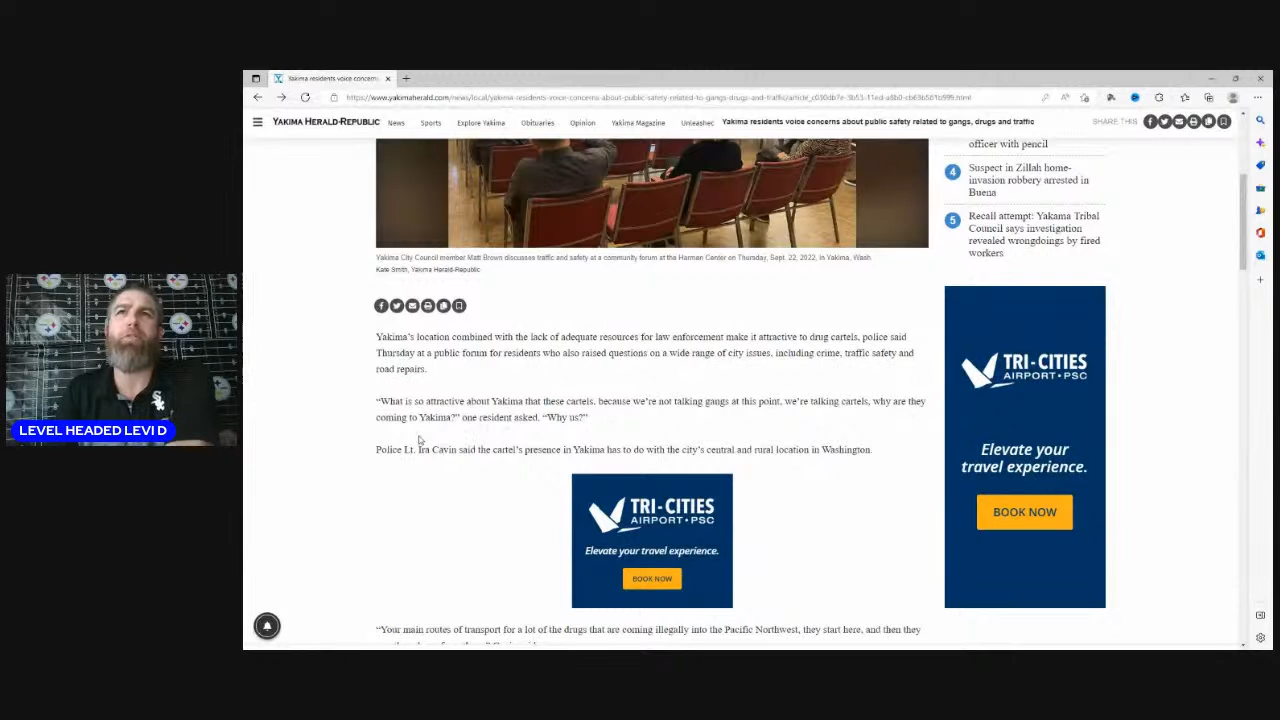 Yakima residents voice concern
https://www.yakimaherald.com/news/local/yakima-residents-voice-concerns-about-public-safety-related-to-gangs-drugs-and-traffic/article_
YAKIMA HERALD-REPUBLIC
News
Sports
Explore Yakima
Obituaries
Opinion
Yakima Magazine
Unleashed
Yakima residents voice concerns about public safety related to gangs, drugs and traffic
SHARE THIS
officer with pencil
4
Suspect in Zillah home-
invasion robbery arrested in
Buena
5
Recall attempt: Yakama Tribal
Council says investigation
revealed wrongdoings by fired
workers
Yakima City Council member Matt Brown discusses traffic and safety at a community forum at the Harman Center on Thursday, Sept. 22, 2022, in Yakima, Wash.
Kate Smith, Yakima Herald-Republic
Yakima's location combined with the lack of adequate resources for law enforcement make it attractive to drug cartels, police said
Thursday at a public forum for residents who also raised questions on a wide range of city issues, including crime, traffic safety and
road repairs.
“What is so attractive about Yakima that these cartels, because we're not talking gangs at this point, we're talking cartels, why are they
coming to Yakima?” one resident asked. “Why us?”
Police Lt. Ira Cavin said the cartel's presence in Yakima has to do with the city's central and rural location in Washington.
TRI-CITIES
AIRPORT•PSC
Elevate your travel experience.
BOOK NOW
“Your main routes of transport for a lot of the drugs that are coming illegally into the Pacific Northwest, they start here, and then they
TRI-CITIES
AIRPORT•PSC
Elevate your
travel experience.
BOOK NOW
S
LEVEL HEADED LEVI D